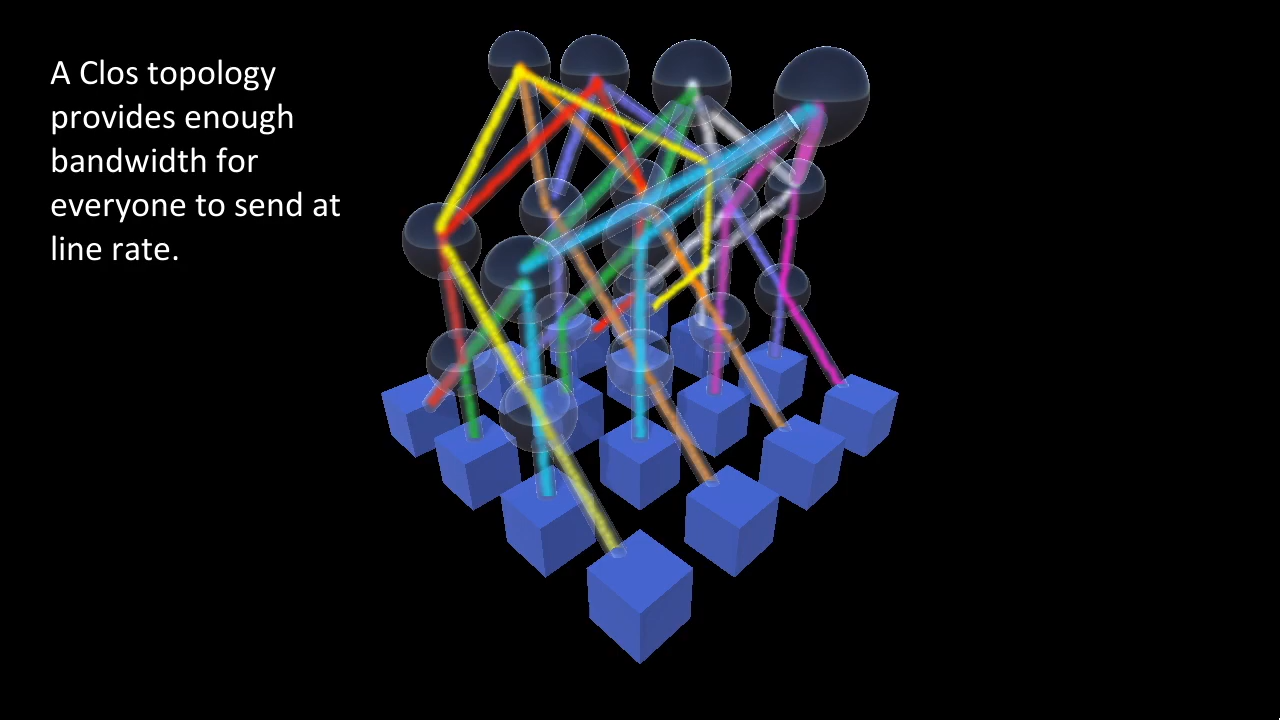 A Clos topology
provides enough
bandwidth for
everyone to send at
line rate.